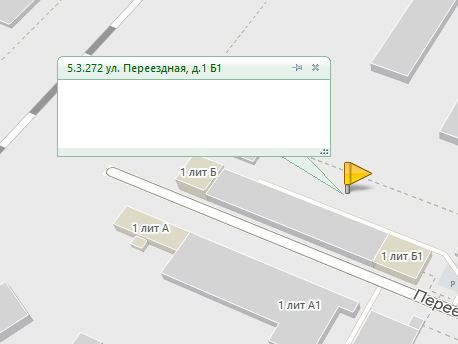 5.3.272 ул. Переездная, д.1 Б1
1 лит Б
1 лит А
1 лит Б1
1 лит А1
Перее
Р